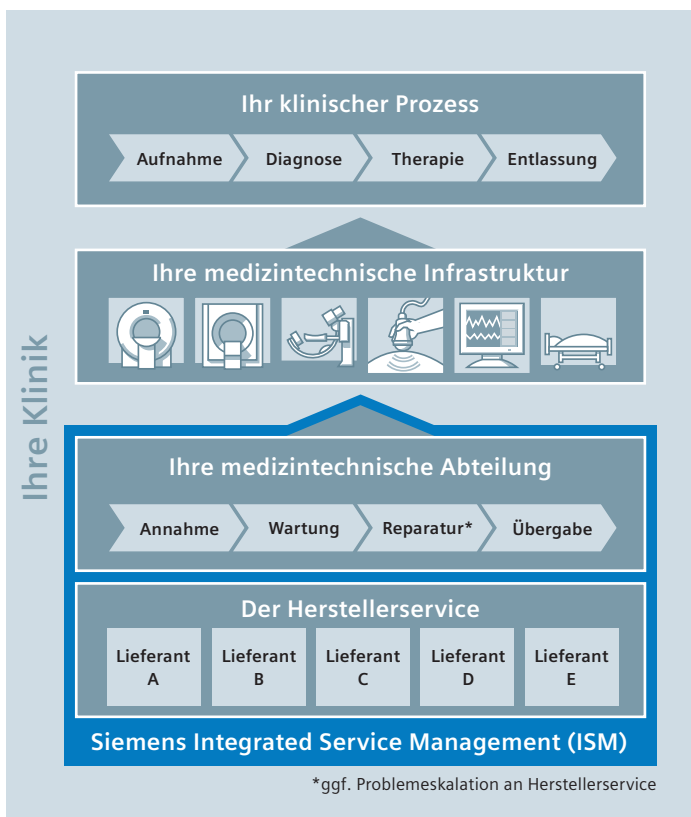 Ihre Klinik
Ihr klinischer Prozess
Aufnahme Diagnose Therapie Entlassung
Ihre medizintechnische Infrastruktur
Ihre medizintechnische Abteilung
Annahme Wartung Reparatur* Übergabe
Der Herstellerservice
Lieferant Lieferant Lieferant Lieferant Lieferant
A B C D E
Siemens Integrated Service Management (ISM)
*ggf. Problemeskalation an Herstellerservice